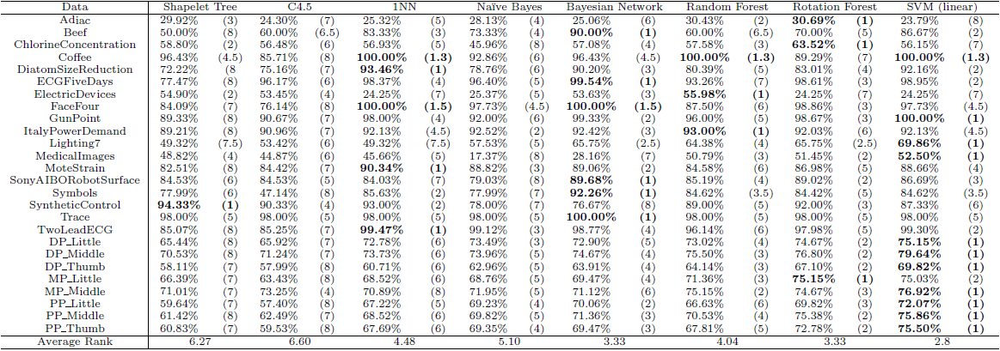 Data Shapelet Tree C4.5 1NN Naïve Bayes Bayesian Network Random Forest Rotation Forest SVM (linear)
Adiac 29.92% (3) 24.30% (7) 25.32% (5) 28.13% (4) 25.06% (6) 30.43% (2) 30.69% (1) 23.79% (8)
Beef 50.00% (8) 60.00% (6.5) 83.33% (3) 73.33% (4) 90.00% (1) 60.00% (6.5) 70.00% (5) 86.67% (2)
ChlorineConcentration 58.80% (2) 56.48% (6) 56.93% (5) 45.96% (8) 57.08% (4) 57.58% (3) 63.52% (1) 56.15% (7)
Coffee 96.43% (4.5) 85.71% (8) 100.00% (1.3) 92.86% (6) 96.43% (4.5) 100.00% (1.3) 89.29% (7) 100.00% (1.3)
DiatomSizeReduction 72.22% (8 75.16% (7) 93.46% (1) 78.76% (6) 90.20% (3) 80.39% (5) 83.01% (4) 92.16% (2)
ECGFiveDays 77.47% (8) 96.17% (6) 98.37% (4) 96.40% (5) 99.54% (1) 93.26% (7) 98.61% (3) 98.95% (2)
ElectricDevices 54.90% (2) 53.45% (4) 24.25% (7) 25.37% (5) 53.63% (3) 55.98% (1) 24.25% (7) 24.25% (7)
FaceFour 84.09% (7) 76.14% (8) 100.00% (1.5) 97.73% (4.5) 100.00% (1.5) 87.50% (6) 98.86% (3) 97.73% (4.5)
GunPoint 89.33% (8) 90.67% (7) 98.00% (4) 92.00% (6) 99.33% (2) 96.00% (5) 98.67% (3) 100.00% (1)
ItalyPowerDemand 89.21% (8) 90.96% (7) 92.13% (4.5) 92.52% (2) 92.42% (3) 93.00% (1) 92.03% (6) 92.13% (4.5)
Lighting7 49.32% (7.5) 53.42% (6) 49.32% (7.5) 57.53% (5) 65.75% (2.5) 64.38% (4) 65.75% (2.5) 69.86% (1)
MedicalImages 48.82% (4) 44.87% (6) 45.66% (5) 17.37% (8) 28.16% (7) 50.79% (3) 51.45% (2) 52.50% (1)
MoteStrain 82.51% (8) 84.42% (7) 90.34% (1) 88.82% (3) 89.06% (2) 84.58% (6) 86.98% (5) 88.66% (4)
SonyAIBORobotSurface 84.53% (6) 84.53% (5) 84.03% (7) 79.03% (8) 89.68% (1) 85.19% (4) 89.02% (2) 86.69% (3)
Symbols 77.99% (6) 47.14% (8) 85.63% (2) 77.99% (7) 92.26% (1) 84.62% (3.5) 84.42% (5) 84.62% (3.5)
SyntheticControl 94.33% (1) 90.33% (4) 93.00% (2) 78.00% (7) 76.67% (8) 89.00% (5) 92.00% (3) 87.33% (6)
Trace 98.00% (5) 98.00% (5) 98.00% (5) 98.00% (5) 100.00% (1) 98.00% (5) 98.00% (5) 98.00% (5)
TwoLeadECG 85.07% (8) 85.25% (7) 99.47% (1) 99.12% (3) 98.77% (4) 96.14% (6) 97.98% (5) 99.30% (2)
DP_Little 65.44% (8) 65.92% (7) 72.78% (6) 73.49% (3) 72.90% (5) 73.02% (4) 74.67% (2) 75.15% (1)
DP_Middle 70.53% (8) 71.24% (7) 73.73% (6) 73.96% (5) 74.67% (4) 75.50% (3) 76.80% (2) 79.64% (1)
DP_Thumb 58.11% (7) 57.99% (8) 60.71% (6) 62.96% (5) 63.91% (4) 64.14% (3) 67.10% (2) 69.82% (1)
MP_Little 66.39% (7) 63.43% (8) 68.52% (6) 68.76% (5) 69.47% (4) 71.36% (3) 75.15% (1) 75.03% (2)
MP_Middle 71.01% (7) 73.25% (4) 70.89% (8) 71.95% (5) 71.12% (6) 75.15% (2) 74.67% (3) 76.92% (1)
PP_Little 59.64% (7) 57.40% (8) 67.22% (5) 69.23% (4) 70.06% (2) 66.63% (6) 69.82% (3) 72.07% (1)
PP_Middle 61.42% (8) 62.49% (7) 68.52% (6) 69.82% (5) 71.36% (3) 70.53% (4) 75.38% (2) 75.86% (1)
PP_Thumb 60.83% (7) 59.53% (8) 67.69% (6) 69.35% (4) 69.47% (3) 67.81% (5) 72.78% (2) 75.50% (1)
Average Rank 6.27 6.60 4.48 5.10 3.33 4.04 3.33 2.8